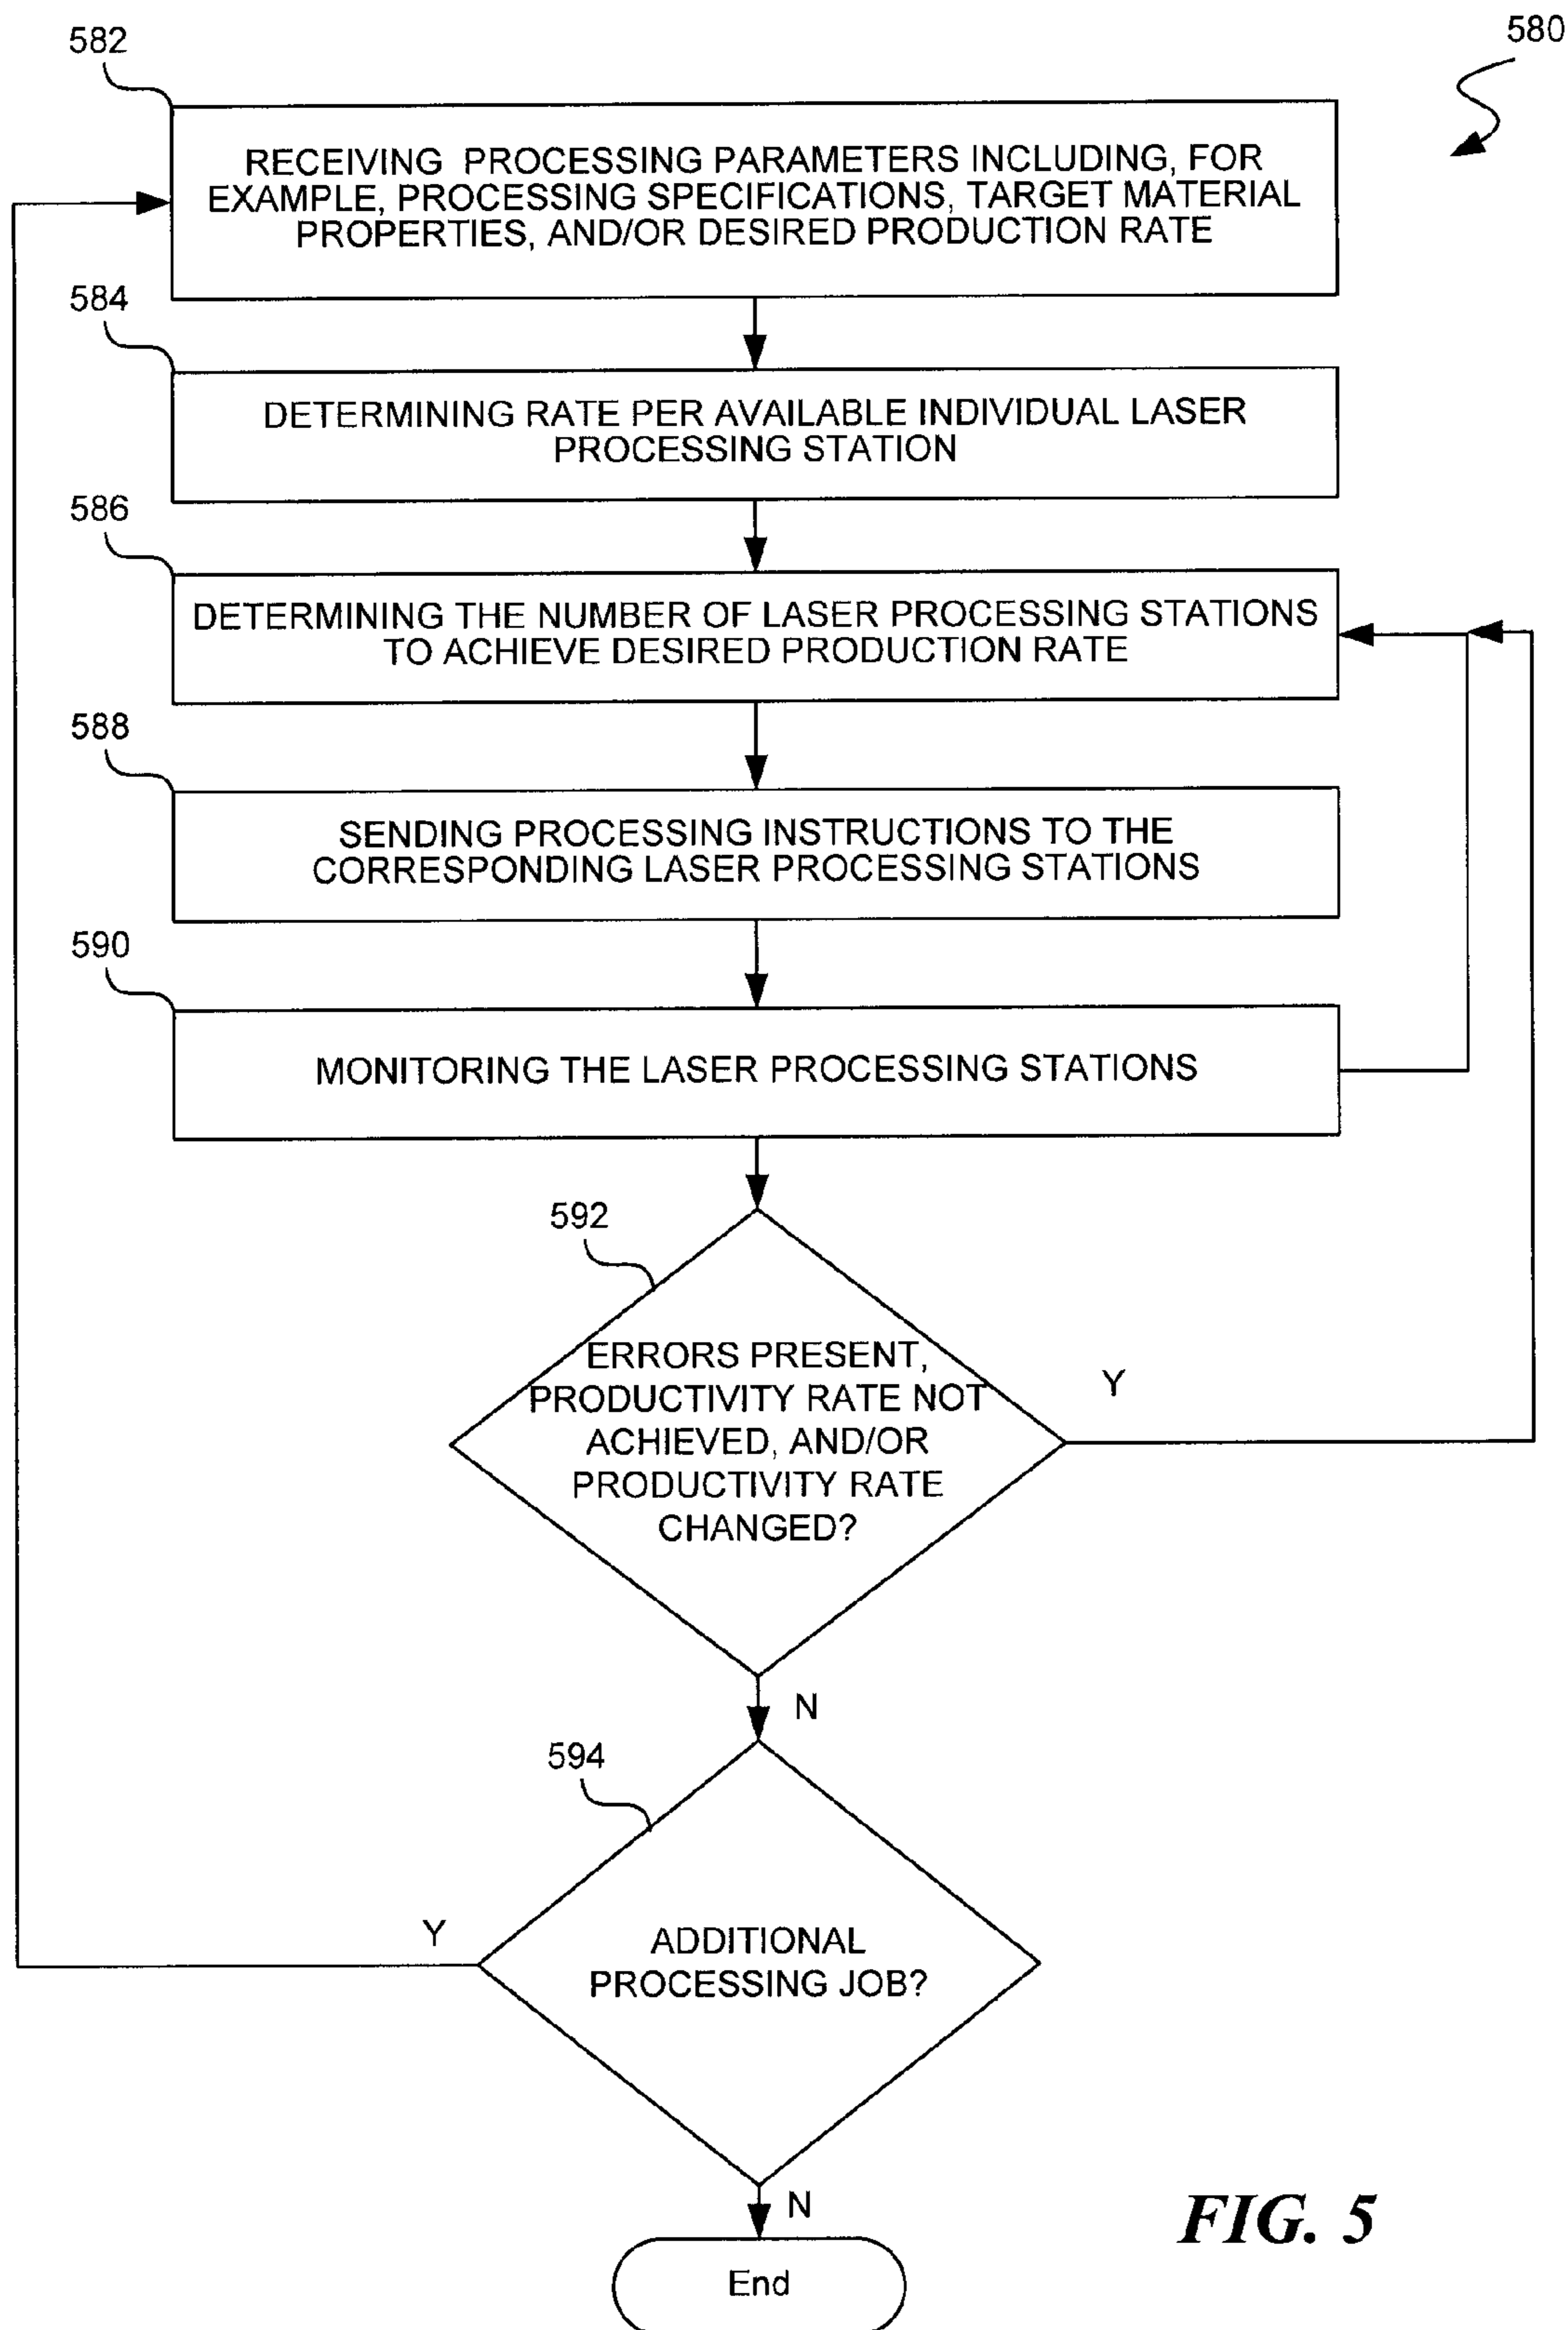 582
580
RECEIVING PROCESSING PARAMETERS INCLUDING, FOR
EXAMPLE, PROCESSING SPECIFICATIONS, TARGET MATERIAL
PROPERTIES, AND/OR DESIRED PRODUCTION RATE
584
DETERMINING RATE PER AVAILABLE INDIVIDUAL LASER
PROCESSING STATION
586
DETERMINING THE NUMBER OF LASER PROCESSING STATIONS
TO ACHIEVE DESIRED PRODUCTION RATE
588
SENDING PROCESSING INSTRUCTIONS TO THE
CORRESPONDING LASER PROCESSING STATIONS
590
MONITORING THE LASER PROCESSING STATIONS
592
ERRORS PRESENT,
PRODUCTIVITY RATE NOT
ACHIEVED, AND/OR
PRODUCTIVITY RATE
CHANGED?
Y
N
594
Y
ADDITIONAL
PROCESSING JOB?
N
End
FIG. 5